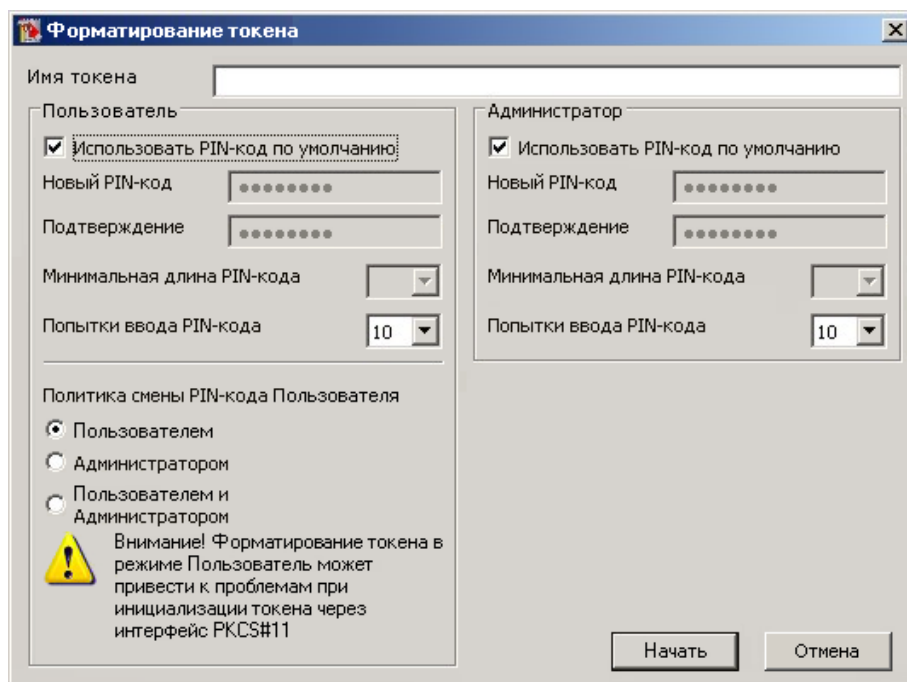 Форматирование токена
Имя токена
Пользователь
Использовать PIN-код по умолчанию
Новый PIN-код
●●●●●●●●
Подтверждение
●●●●●●●●
Минимальная длина PIN-кода
Попытки ввода PIN-кода
10
Политика смены PIN-кода Пользователя
Пользователем
Администратором
Пользователем и
Администратором
Внимание! Форматирование токена в
режиме Пользователь может
привести к проблемам при
инициализации токена через
интерфейс PKCS#11
Администратор
Использовать PIN-код по умолчанию
Новый PIN-код
●●●●●●●●
Подтверждение
●●●●●●●●
Минимальная длина PIN-кода
Попытки ввода PIN-кода
10
Начать
Отмена